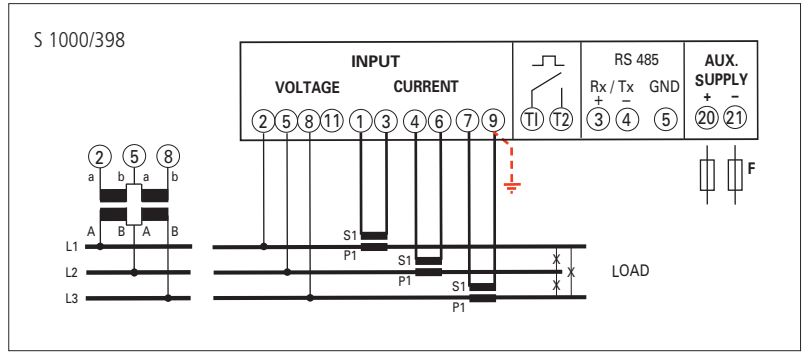 S 1000/398
INPUT
RS 485
AUX.
SUPPLY
VOLTAGE CURRENT
Rx / Tx GND
+ −
+ −
2 5 8 11 1 3 4 6 7 9 T1 T2 3 4 5 20 21
2 5 8
a b a b
F
A B A B
L1
S1
P1
L2
S1
P1
X
X
X
LOAD
L3
S1
P1